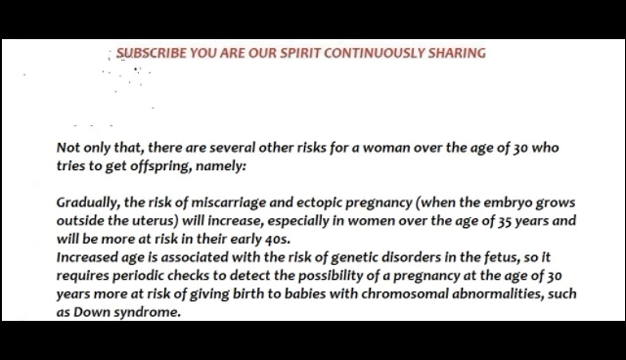 SUBSCRIBE YOU ARE OUR SPIRIT CONTINUOUSLY SHARING
Not only that, there are several other risks for a woman over the age of 30 who
tries to get offspring, namely:
Gradually, the risk of miscarriage and ectopic pregnancy (when the embryo grows
outside the uterus) will increase, especially in women over the age of 35 years and
will be more at risk in their early 40s.
Increased age is associated with the risk of genetic disorders in the fetus, so it
requires periodic checks to detect the possibility of a pregnancy at the age of 30
years more at risk of giving birth to babies with chromosomal abnormalities, such
as Down syndrome.